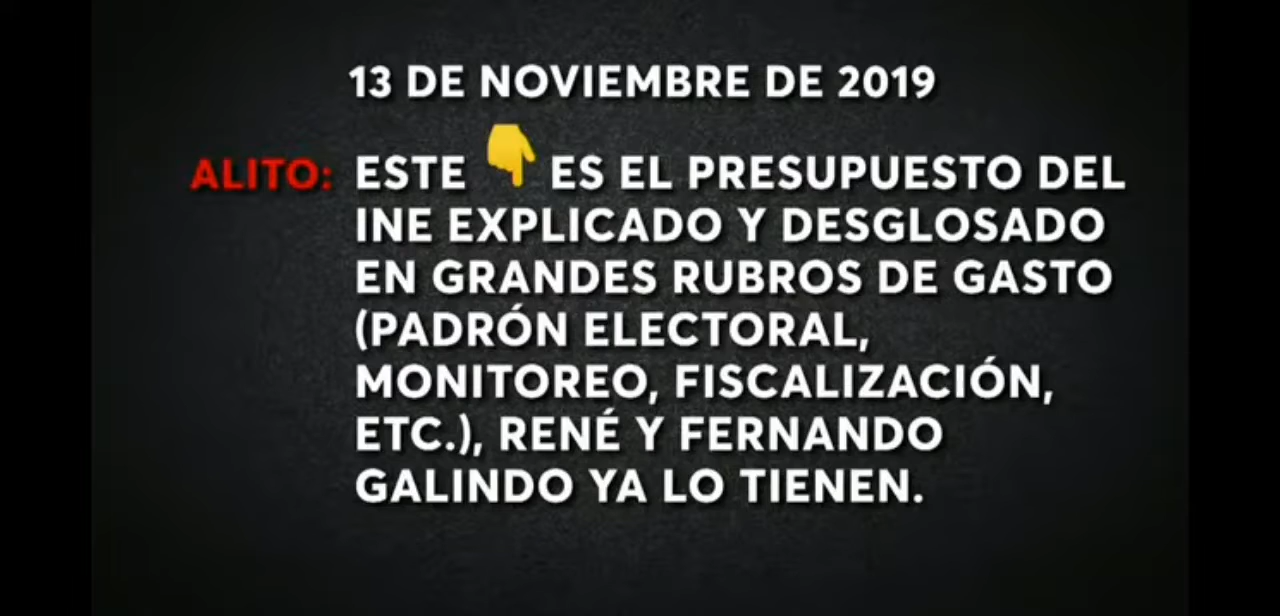 13 DE NOVIEMBRE DE 2019
ALITO: ESTE 👇 ES EL PRESUPUESTO DEL
INE EXPLICADO Y DESGLOSADO
EN GRANDES RUBROS DE GASTO
(PADRÓN ELECTORAL,
MONITOREO, FISCALIZACIÓN,
ETC.), RENÉ Y FERNANDO
GALINDO YA LO TIENEN.